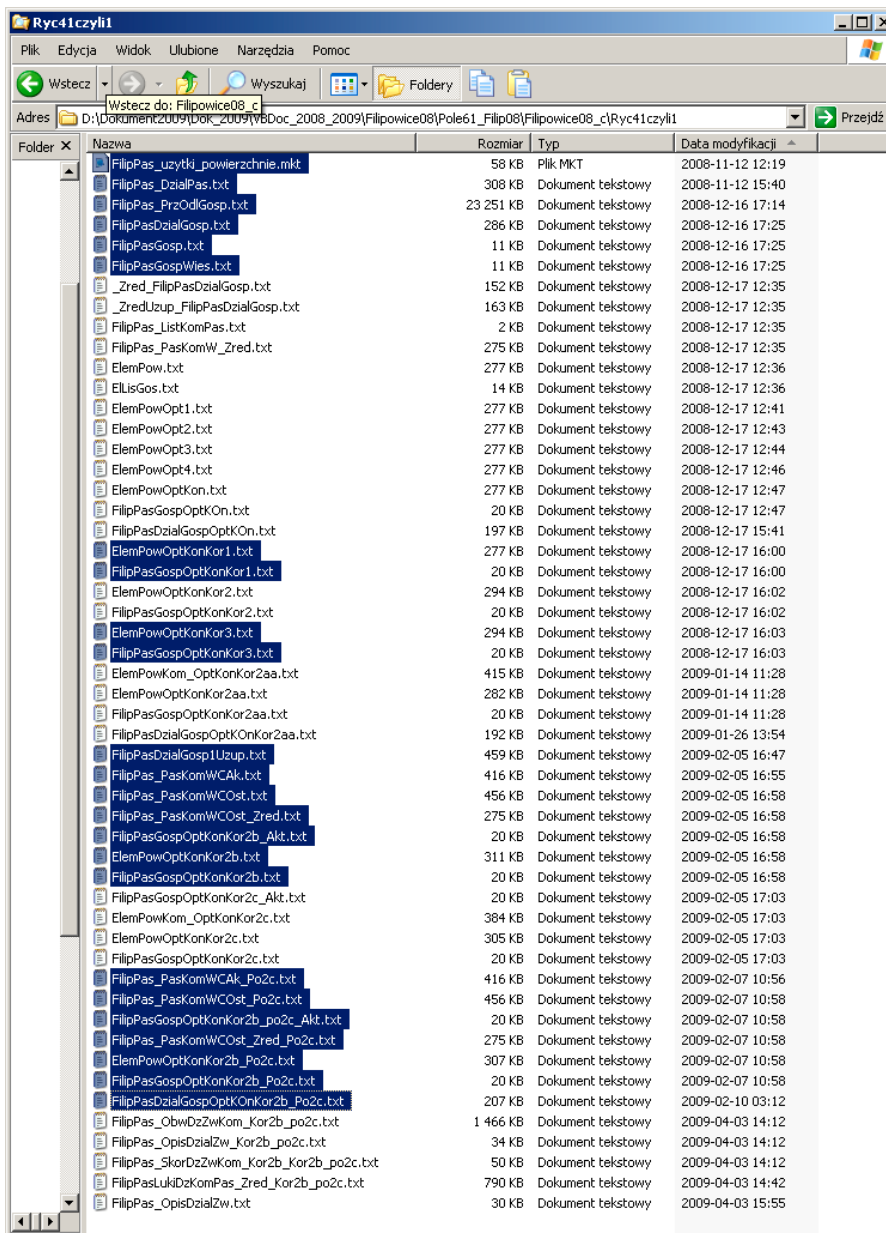 Ryc41czyli1
Plik Edycja Widok Ulubione Narzędzia Pomoc
Wstecz Wyszukaj Foldery
Wstecz do: Filipowice08_c
Adres D:\Dokument2009\Dok_2009\VBDoc_2008_2009\Filipowice08\Pole61_Filip08\Filipowice08_c\Ryc41czyli1 Przejdź
Folder Nazwa Rozmiar Typ Data modyfikacji
FilipPas_uzytki_powierzchnie.mkt 58 KB Plik MKT 2008-11-12 12:19
FilipPas_DzialPas.txt 308 KB Dokument tekstowy 2008-11-12 15:40
FilipPas_PrzOdlGosp.txt 23 251 KB Dokument tekstowy 2008-12-16 17:14
FilipPasDzialGosp.txt 286 KB Dokument tekstowy 2008-12-16 17:25
FilipPasGosp.txt 11 KB Dokument tekstowy 2008-12-16 17:25
FilipPasGospWies.txt 11 KB Dokument tekstowy 2008-12-16 17:25
_Zred_FilipPasDzialGosp.txt 152 KB Dokument tekstowy 2008-12-17 12:35
_ZredUzup_FilipPasDzialGosp.txt 163 KB Dokument tekstowy 2008-12-17 12:35
FilipPas_ListKomPas.txt 2 KB Dokument tekstowy 2008-12-17 12:35
FilipPas_PasKomW_Zred.txt 275 KB Dokument tekstowy 2008-12-17 12:35
ElemPow.txt 277 KB Dokument tekstowy 2008-12-17 12:36
ElLisGos.txt 14 KB Dokument tekstowy 2008-12-17 12:36
ElemPowOpt1.txt 277 KB Dokument tekstowy 2008-12-17 12:41
ElemPowOpt2.txt 277 KB Dokument tekstowy 2008-12-17 12:43
ElemPowOpt3.txt 277 KB Dokument tekstowy 2008-12-17 12:44
ElemPowOpt4.txt 277 KB Dokument tekstowy 2008-12-17 12:46
ElemPowOptKon.txt 277 KB Dokument tekstowy 2008-12-17 12:47
FilipPasGospOptKOn.txt 20 KB Dokument tekstowy 2008-12-17 12:47
FilipPasDzialGospOptKOn.txt 197 KB Dokument tekstowy 2008-12-17 15:41
ElemPowOptKonKor1.txt 277 KB Dokument tekstowy 2008-12-17 16:00
FilipPasGospOptKonKor1.txt 20 KB Dokument tekstowy 2008-12-17 16:00
ElemPowOptKonKor2.txt 294 KB Dokument tekstowy 2008-12-17 16:02
FilipPasGospOptKonKor2.txt 20 KB Dokument tekstowy 2008-12-17 16:02
ElemPowOptKonKor3.txt 294 KB Dokument tekstowy 2008-12-17 16:03
FilipPasGospOptKonKor3.txt 20 KB Dokument tekstowy 2008-12-17 16:03
ElemPowKom_OptKonKor2aa.txt 415 KB Dokument tekstowy 2009-01-14 11:28
ElemPowOptKonKor2aa.txt 282 KB Dokument tekstowy 2009-01-14 11:28
FilipPasGospOptKonKor2aa.txt 20 KB Dokument tekstowy 2009-01-14 11:28
FilipPasDzialGospOptKOnKor2aa.txt 192 KB Dokument tekstowy 2009-01-26 13:54
FilipPasDzialGosp1Uzup.txt 459 KB Dokument tekstowy 2009-02-05 16:47
FilipPas_PasKomWCAk.txt 416 KB Dokument tekstowy 2009-02-05 16:55
FilipPas_PasKomWCOst.txt 456 KB Dokument tekstowy 2009-02-05 16:58
FilipPas_PasKomWCOst_Zred.txt 275 KB Dokument tekstowy 2009-02-05 16:58
FilipPasGospOptKonKor2b_Akt.txt 20 KB Dokument tekstowy 2009-02-05 16:58
ElemPowOptKonKor2b.txt 311 KB Dokument tekstowy 2009-02-05 16:58
FilipPasGospOptKonKor2b.txt 20 KB Dokument tekstowy 2009-02-05 16:58
FilipPasGospOptKonKor2c_Akt.txt 20 KB Dokument tekstowy 2009-02-05 17:03
ElemPowKom_OptKonKor2c.txt 384 KB Dokument tekstowy 2009-02-05 17:03
ElemPowOptKonKor2c.txt 305 KB Dokument tekstowy 2009-02-05 17:03
FilipPasGospOptKonKor2c.txt 20 KB Dokument tekstowy 2009-02-05 17:03
FilipPas_PasKomWCAk_Po2c.txt 416 KB Dokument tekstowy 2009-02-07 10:56
FilipPas_PasKomWCOst_Po2c.txt 456 KB Dokument tekstowy 2009-02-07 10:58
FilipPasGospOptKonKor2b_po2c_Akt.txt 20 KB Dokument tekstowy 2009-02-07 10:58
FilipPas_PasKomWCOst_Zred_Po2c.txt 275 KB Dokument tekstowy 2009-02-07 10:58
ElemPowOptKonKor2b_Po2c.txt 307 KB Dokument tekstowy 2009-02-07 10:58
FilipPasGospOptKonKor2b_Po2c.txt 20 KB Dokument tekstowy 2009-02-07 10:58
FilipPasDzialGospOptKOnKor2b_Po2c.txt 207 KB Dokument tekstowy 2009-02-10 03:12
FilipPas_ObwDzZwKom_Kor2b_po2c.txt 1 466 KB Dokument tekstowy 2009-04-03 14:12
FilipPas_OpisDzialZw_Kor2b_po2c.txt 34 KB Dokument tekstowy 2009-04-03 14:12
FilipPas_SkorDzZwKom_Kor2b_Kor2b_po2c.txt 50 KB Dokument tekstowy 2009-04-03 14:12
FilipPasLukiDzKomPas_Zred_Kor2b_po2c.txt 790 KB Dokument tekstowy 2009-04-03 14:42
FilipPas_OpisDzialZw.txt 30 KB Dokument tekstowy 2009-04-03 15:55